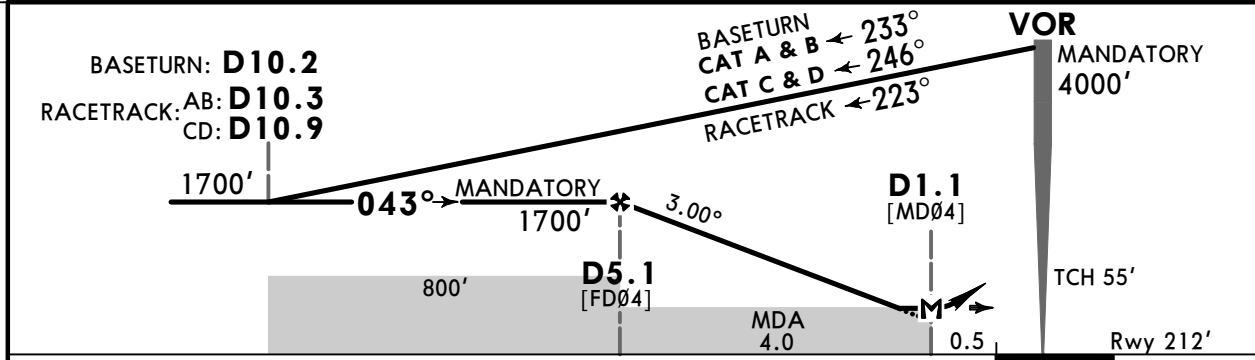 VOR
MANDATORY
4000'
BASETURN
CAT A & B ← 233°
CAT C & D ← 246°
RACETRACK ← 223°
BASETURN: D10.2
RACETRACK: AB: D10.3
CD: D10.9
1700'
043° → MANDATORY
1700'
3.00°
D1.1
[MDØ4]
D5.1
[FDØ4]
800'
M
TCH 55'
MDA
4.0
0.5
Rwy 212'